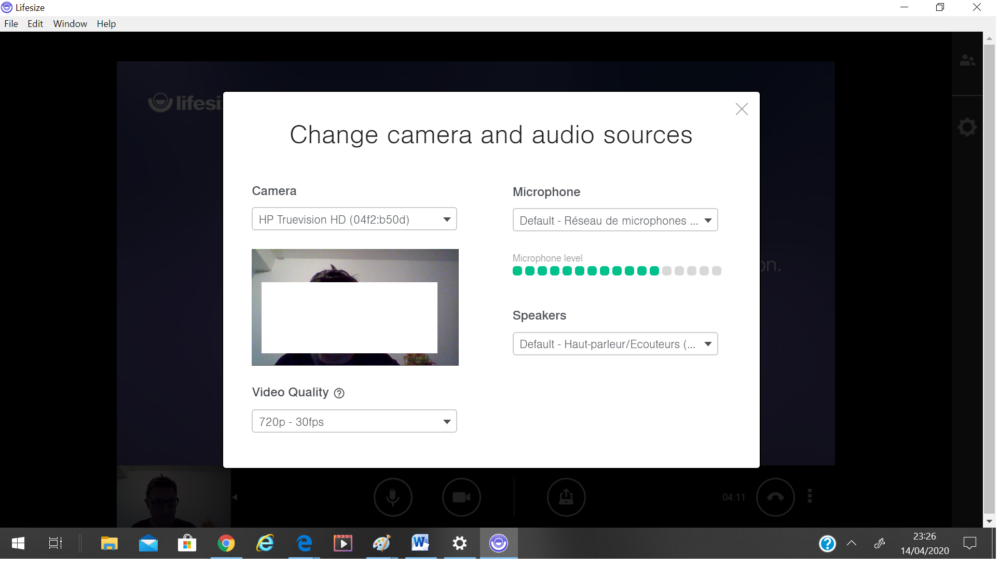 Lifesize
File Edit Window Help
lifesi
Change camera and audio sources
Camera
HP Truevision HD (04f2:b50d)
Microphone
Default - Réseau de microphones ...
Microphone level
on.
Speakers
Default - Haut-parleur/Ecouteurs (...
Video Quality ?
720p - 30fps
04:11
23:26
14/04/2020